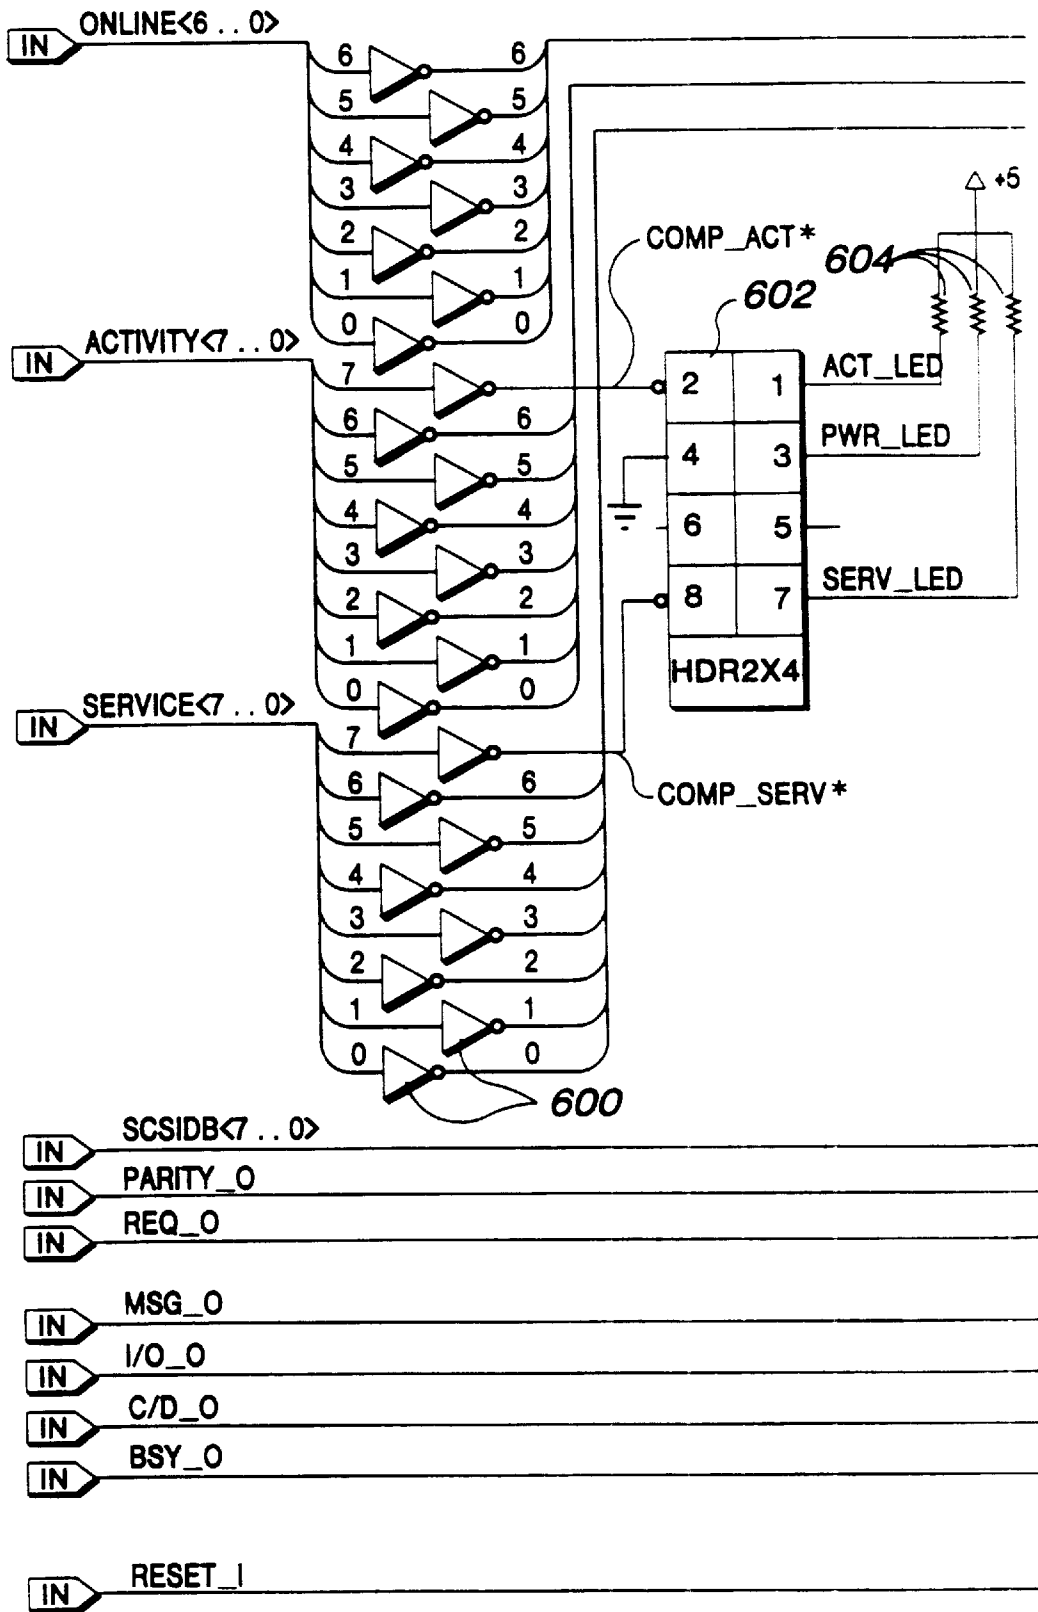 IN ONLINE<6 . . 0>
6 6
5 5
4 4
3 3
2 2
1 1
0 0
IN ACTIVITY<7 . . 0>
7
6 6
5 5
4 4
3 3
2 2
1 1
0 0
IN SERVICE<7 . . 0>
7
6 6
5 5
4 4
3 3
2 2
1 1
0 0
600
+5
COMP_ACT*
604
602
2 1 ACT_LED
4 3 PWR_LED
6 5
8 7 SERV_LED
HDR2X4
COMP_SERV*
IN SCSIDB<7 . . 0>
IN PARITY_O
IN REQ_O
IN MSG_O
IN I/O_O
IN C/D_O
IN BSY_O
IN RESET_I